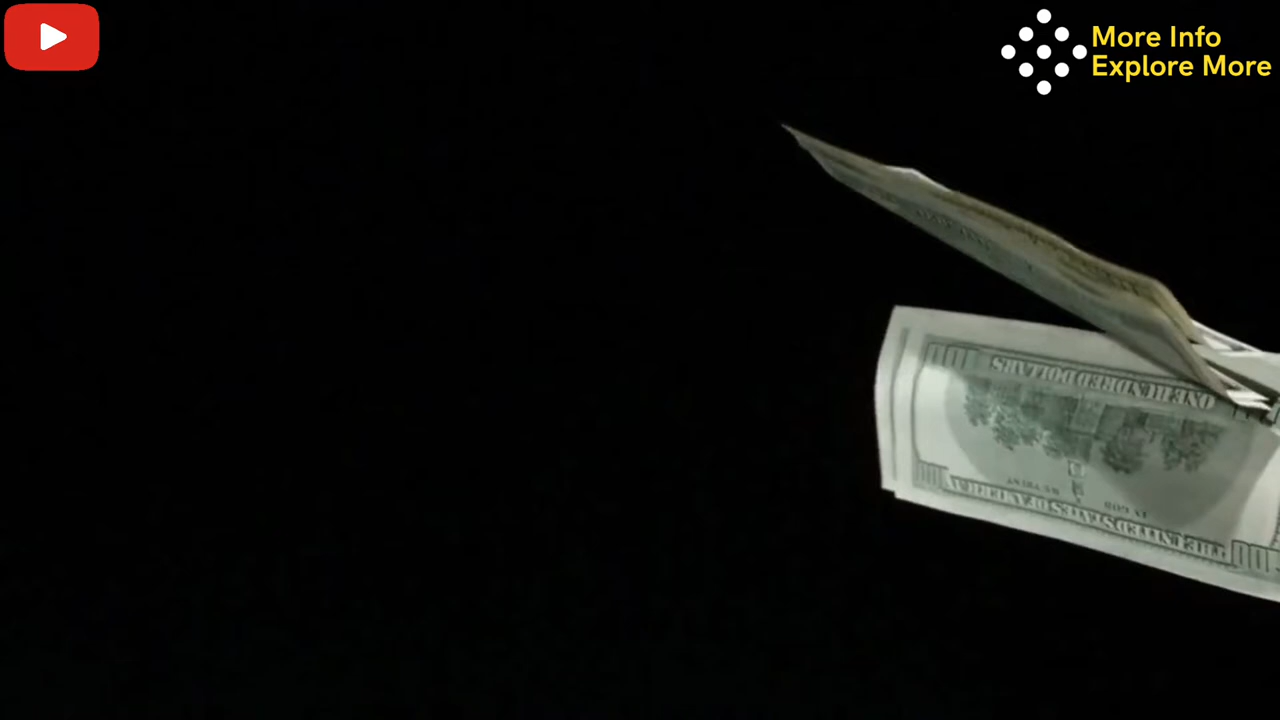 More Info
Explore More
ONE HUNDRED DOLLARS
THE UNITED STATES OF AMERICA